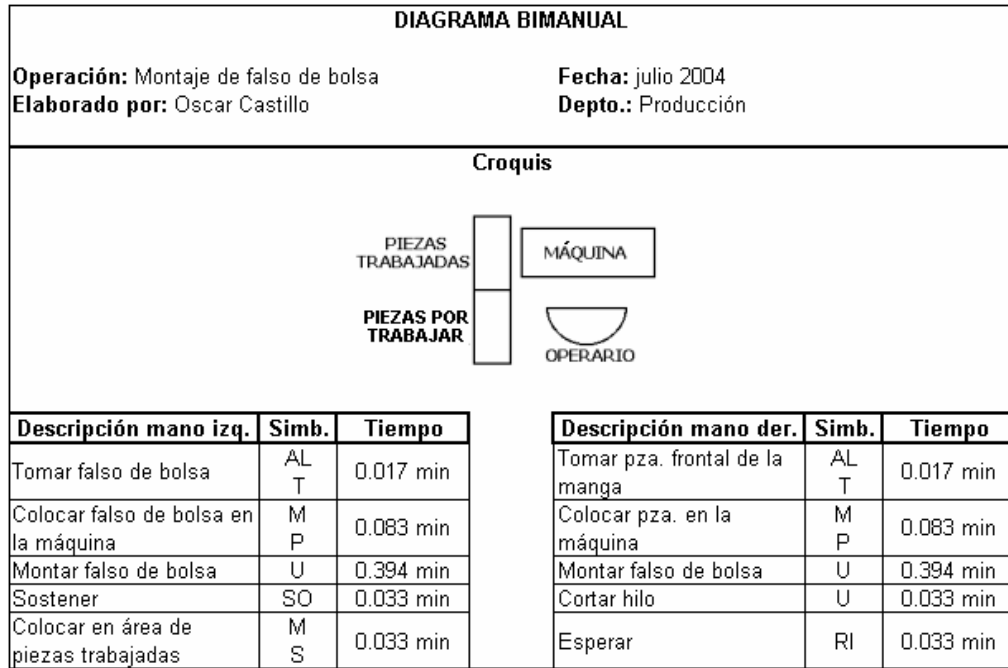 DIAGRAMA BIMANUAL
Operación: Montaje de falso de bolsa Fecha: julio 2004
Elaborado por: Oscar Castillo Depto.: Producción
Croquis
PIEZAS
TRABAJADAS
MÁQUINA
PIEZAS POR
TRABAJAR
OPERARIO
Descripción mano izq. Simb. Tiempo
Tomar falso de bolsa AL T 0.017 min
Colocar falso de bolsa en
la máquina M P 0.083 min
Montar falso de bolsa U 0.394 min
Sostener SO 0.033 min
Colocar en área de
piezas trabajadas M S 0.033 min
Descripción mano der. Simb. Tiempo
Tomar pza. frontal de la
manga AL T 0.017 min
Colocar pza. en la
máquina M P 0.083 min
Montar falso de bolsa U 0.394 min
Cortar hilo U 0.033 min
Esperar RI 0.033 min